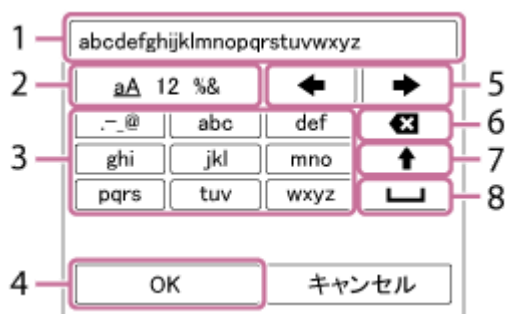 1 abcdefghijklmnopqrstuvwxyz
2 aA 12 %& 5
.-_@ abc def 6
3 ghi jkl mno 7
pqrs tuv wxyz 8
4 OK キャンセル